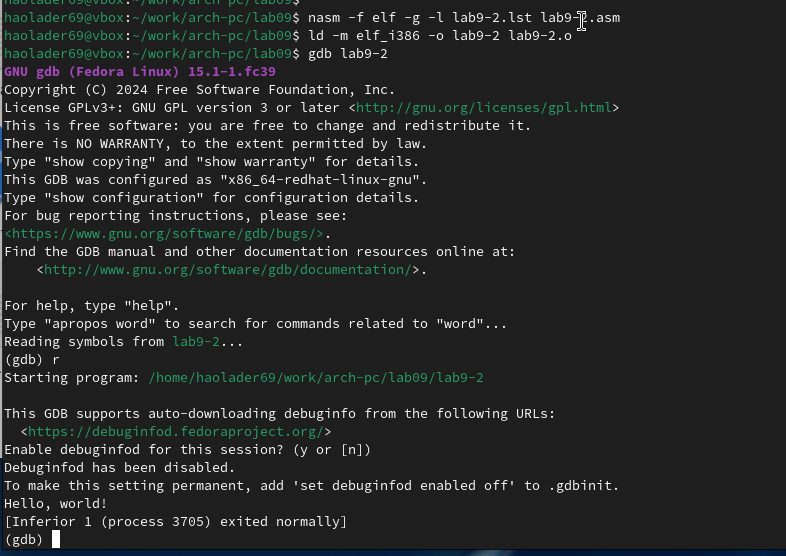 haolader69@vbox:~/work/arch-pc/lab09$
haolader69@vbox:~/work/arch-pc/lab09$ nasm -f elf -g -l lab9-2.lst lab9-2.asm
haolader69@vbox:~/work/arch-pc/lab09$ ld -m elf_i386 -o lab9-2 lab9-2.o
haolader69@vbox:~/work/arch-pc/lab09$ gdb lab9-2
GNU gdb (Fedora Linux) 15.1-1.fc39
Copyright (C) 2024 Free Software Foundation, Inc.
License GPLv3+: GNU GPL version 3 or later <http://gnu.org/licenses/gpl.html>
This is free software: you are free to change and redistribute it.
There is NO WARRANTY, to the extent permitted by law.
Type "show copying" and "show warranty" for details.
This GDB was configured as "x86_64-redhat-linux-gnu".
Type "show configuration" for configuration details.
For bug reporting instructions, please see:
<https://www.gnu.org/software/gdb/bugs/>.
Find the GDB manual and other documentation resources online at:
    <http://www.gnu.org/software/gdb/documentation/>.

For help, type "help".
Type "apropos word" to search for commands related to "word"...
Reading symbols from lab9-2...
(gdb) r
Starting program: /home/haolader69/work/arch-pc/lab09/lab9-2

This GDB supports auto-downloading debuginfo from the following URLs:
  <https://debuginfod.fedoraproject.org/>
Enable debuginfod for this session? (y or [n])
Debuginfod has been disabled.
To make this setting permanent, add 'set debuginfod enabled off' to .gdbinit.
Hello, world!
[Inferior 1 (process 3705) exited normally]
(gdb)